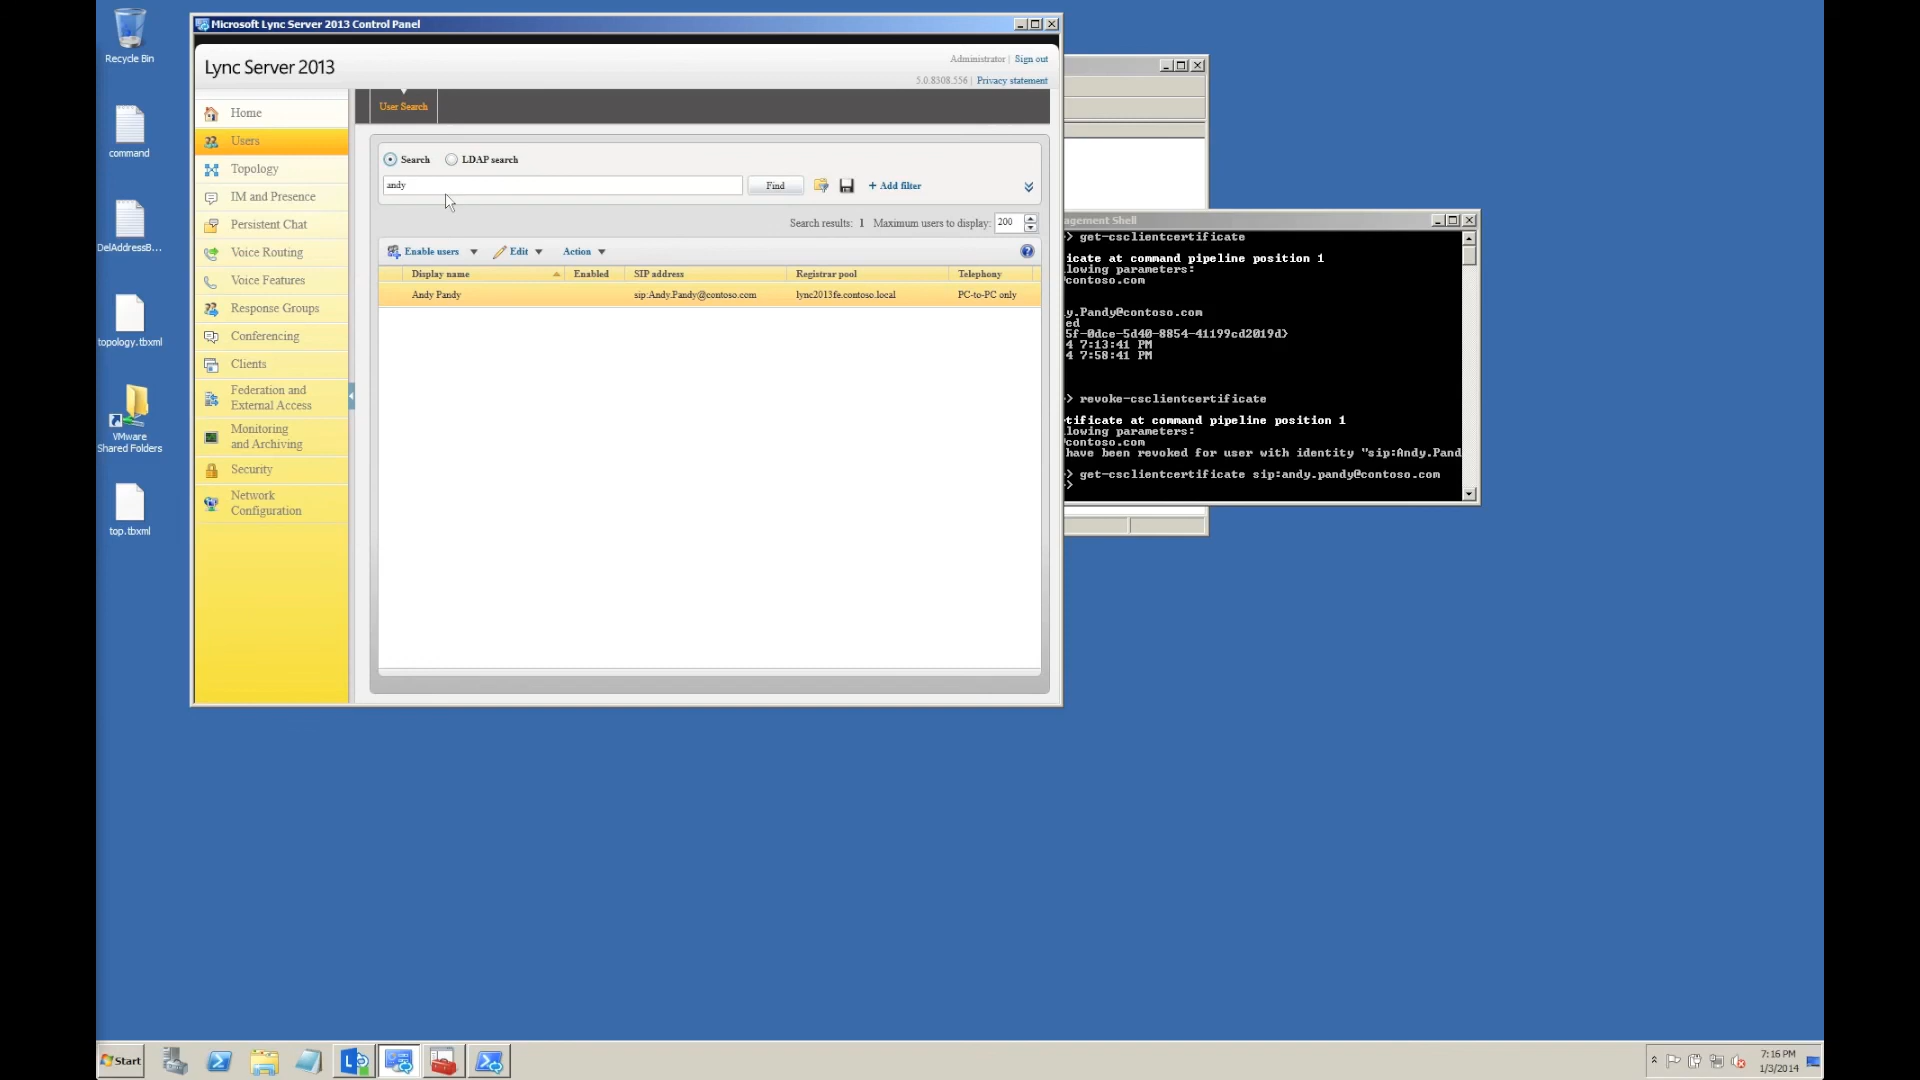 Recycle Bin
command
DelAddressB...
topology.tbxml
VMware
Shared Folders
top.tbxml
Microsoft Lync Server 2013 Control Panel
Lync Server 2013
Administrator | Sign out
5.0.8308.556 | Privacy statement
Home
Users
Topology
IM and Presence
Persistent Chat
Voice Routing
Voice Features
Response Groups
Conferencing
Clients
Federation and
External Access
Monitoring
and Archiving
Security
Network
Configuration
User Search
Search LDAP search
andy Find + Add filter
Search results: 1 Maximum users to display: 200
Enable users Edit Action
Display name Enabled SIP address Registrar pool Telephony
Andy Pandy sip:Andy.Pandy@contoso.com lync2013fe.contoso.local PC-to-PC only
agement Shell
> get-csclientcertificate
icate at command pipeline position 1
lowing parameters:
contoso.com
y.Pandy@contoso.com
ed
5f-0dce-5d40-8854-41199cd2019d>
4 7:13:41 PM
4 7:58:41 PM
> revoke-csclientcertificate
tificate at command pipeline position 1
lowing parameters:
contoso.com
have been revoked for user with identity "sip:Andy.Pand
> get-csclientcertificate sip:andy.pandy@contoso.com
>
Start
7:16 PM
1/3/2014